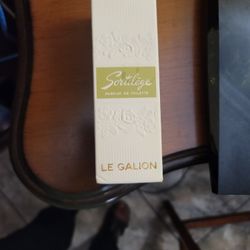 Sortilège
PARFUM DE TOILETTE
LE GALION